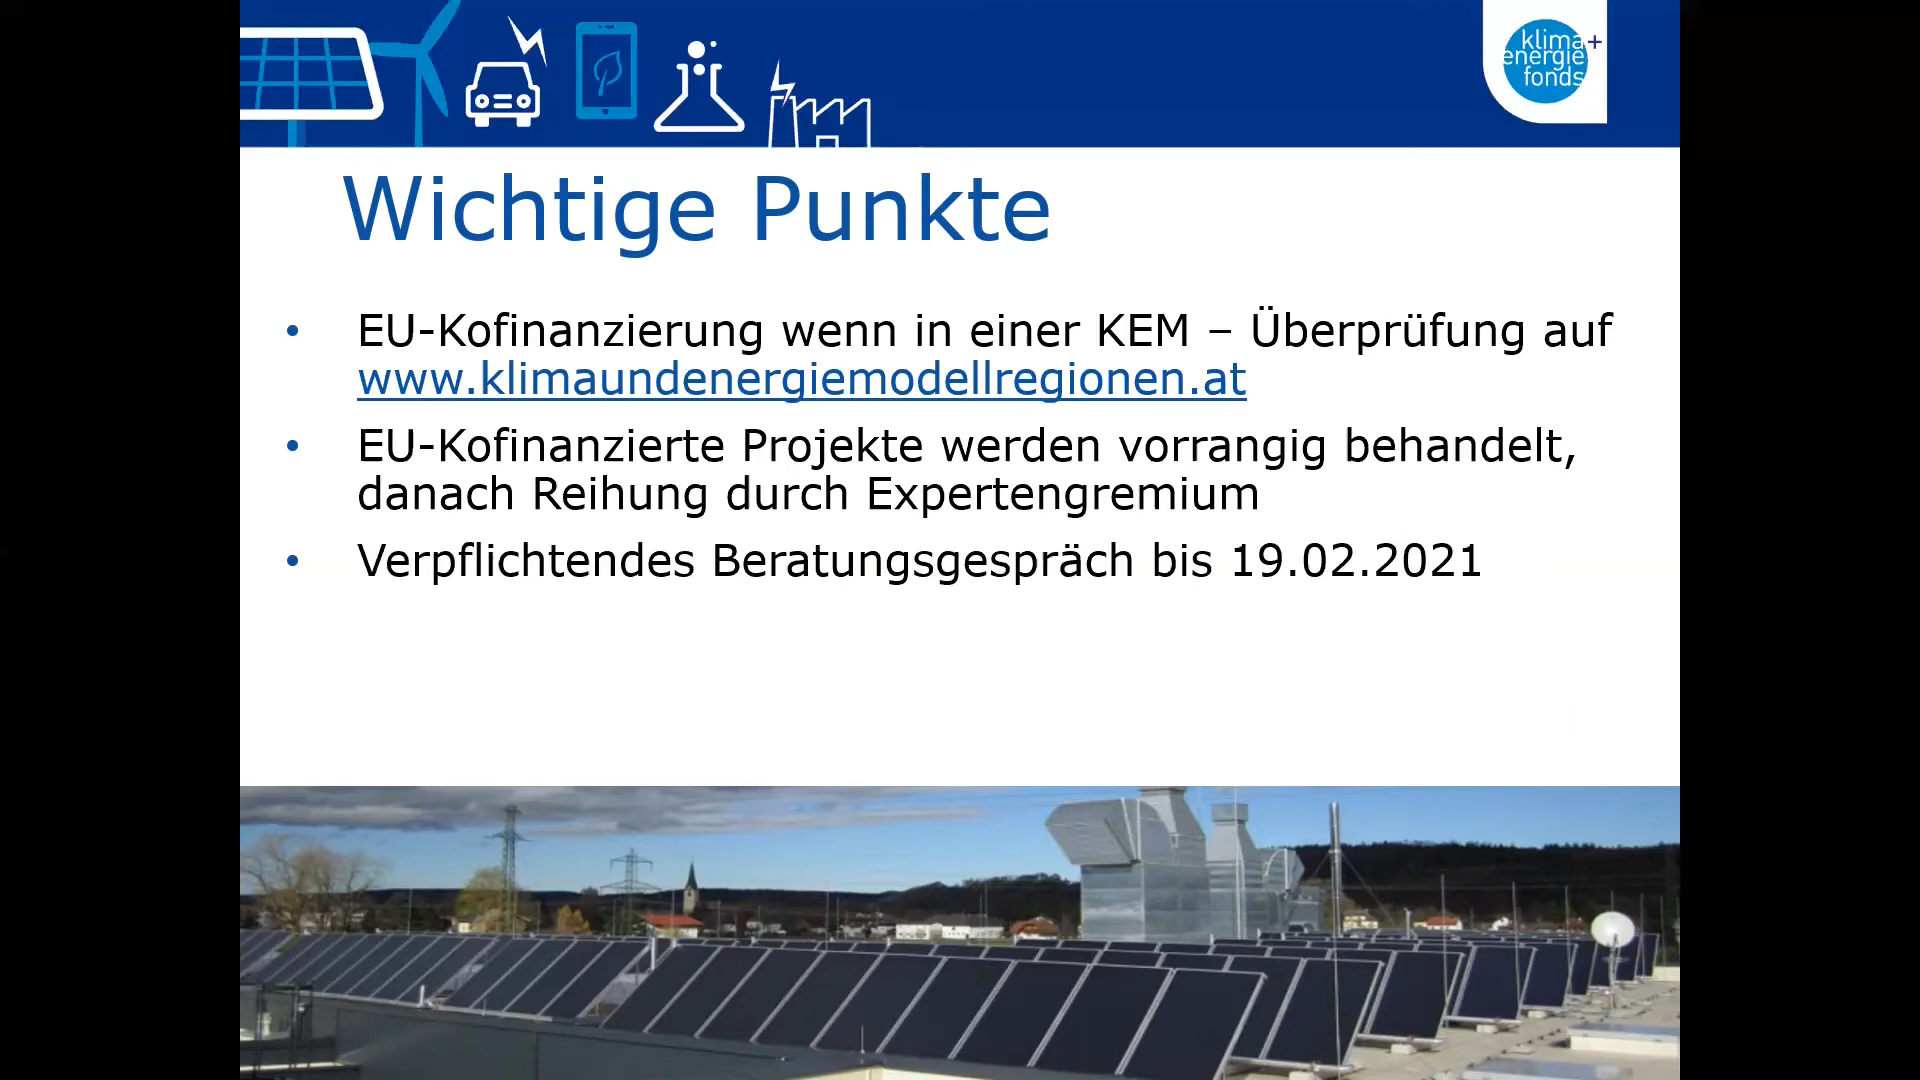 klima+
energie
fonds
Wichtige Punkte
• EU-Kofinanzierung wenn in einer KEM – Überprüfung auf
www.klimaundenergiemodellregionen.at
• EU-Kofinanzierte Projekte werden vorrangig behandelt,
danach Reihung durch Expertengremium
• Verpflichtendes Beratungsgespräch bis 19.02.2021